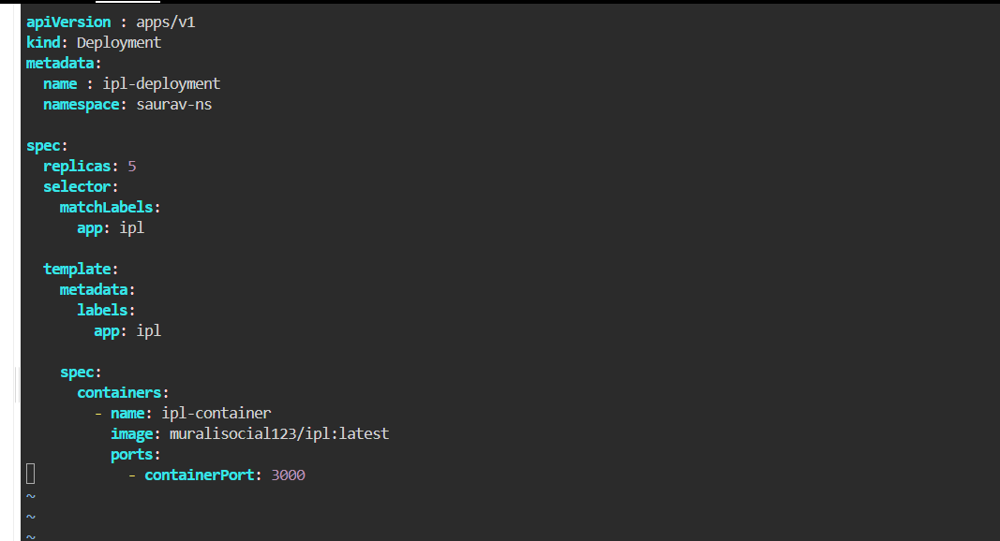 apiVersion : apps/v1
kind: Deployment
metadata:
  name : ipl-deployment
  namespace: saurav-ns

spec:
  replicas: 5
  selector:
    matchLabels:
      app: ipl

  template:
    metadata:
      labels:
        app: ipl

    spec:
      containers:
        - name: ipl-container
          image: muralisocial123/ipl:latest
          ports:
            - containerPort: 3000
~
~
~